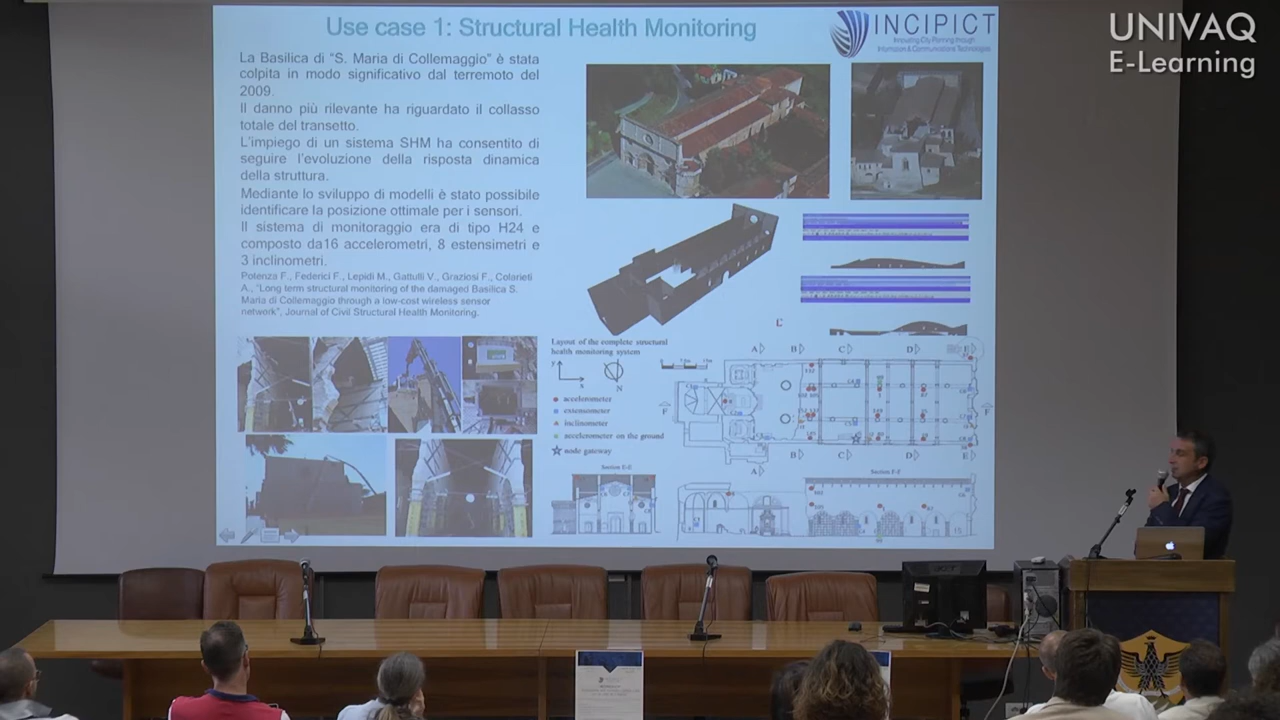 Use case 1: Structural Health Monitoring
INCIPICT
UNIVAQ
E-Learning
La Basilica di "S. Maria di Collemaggio" è stata
colpita in modo significativo dal terremoto del
2009.
Il danno più rilevante ha riguardato il collasso
totale del transetto.
L'impiego di un sistema SHM ha consentito di
seguire l'evoluzione della risposta dinamica
della struttura.
Mediante lo sviluppo di modelli è stato possibile
identificare la posizione ottimale per i sensori.
Il sistema di monitoraggio era di tipo H24 e
composto da16 accelerometri, 8 estensimetri e
3 inclinometri.
Potenza F., Federici F., Lepidi M., Gattulli V., Graziosi F., Colarieti
A., "Long term structural monitoring of the damaged Basilica S.
Maria di Collemaggio through a low-cost wireless sensor
network", Journal of Civil Structural Health Monitoring.
Layout of the complete structural
health monitoring system
y
x
N
accelerometer
extensometer
inclinometer
accelerometer on the ground
node gateway
A B C D E
F F
A B C D E
Section E-E
Section F-F
acer